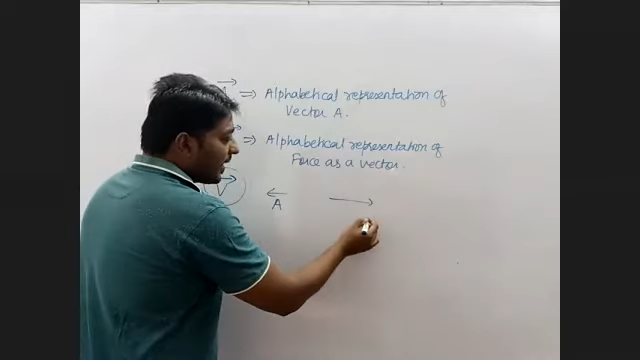 ⇒ Alphabetical representation of
Vector A.
⇒ Alphabetical representation of
Force as a vector.
V
A